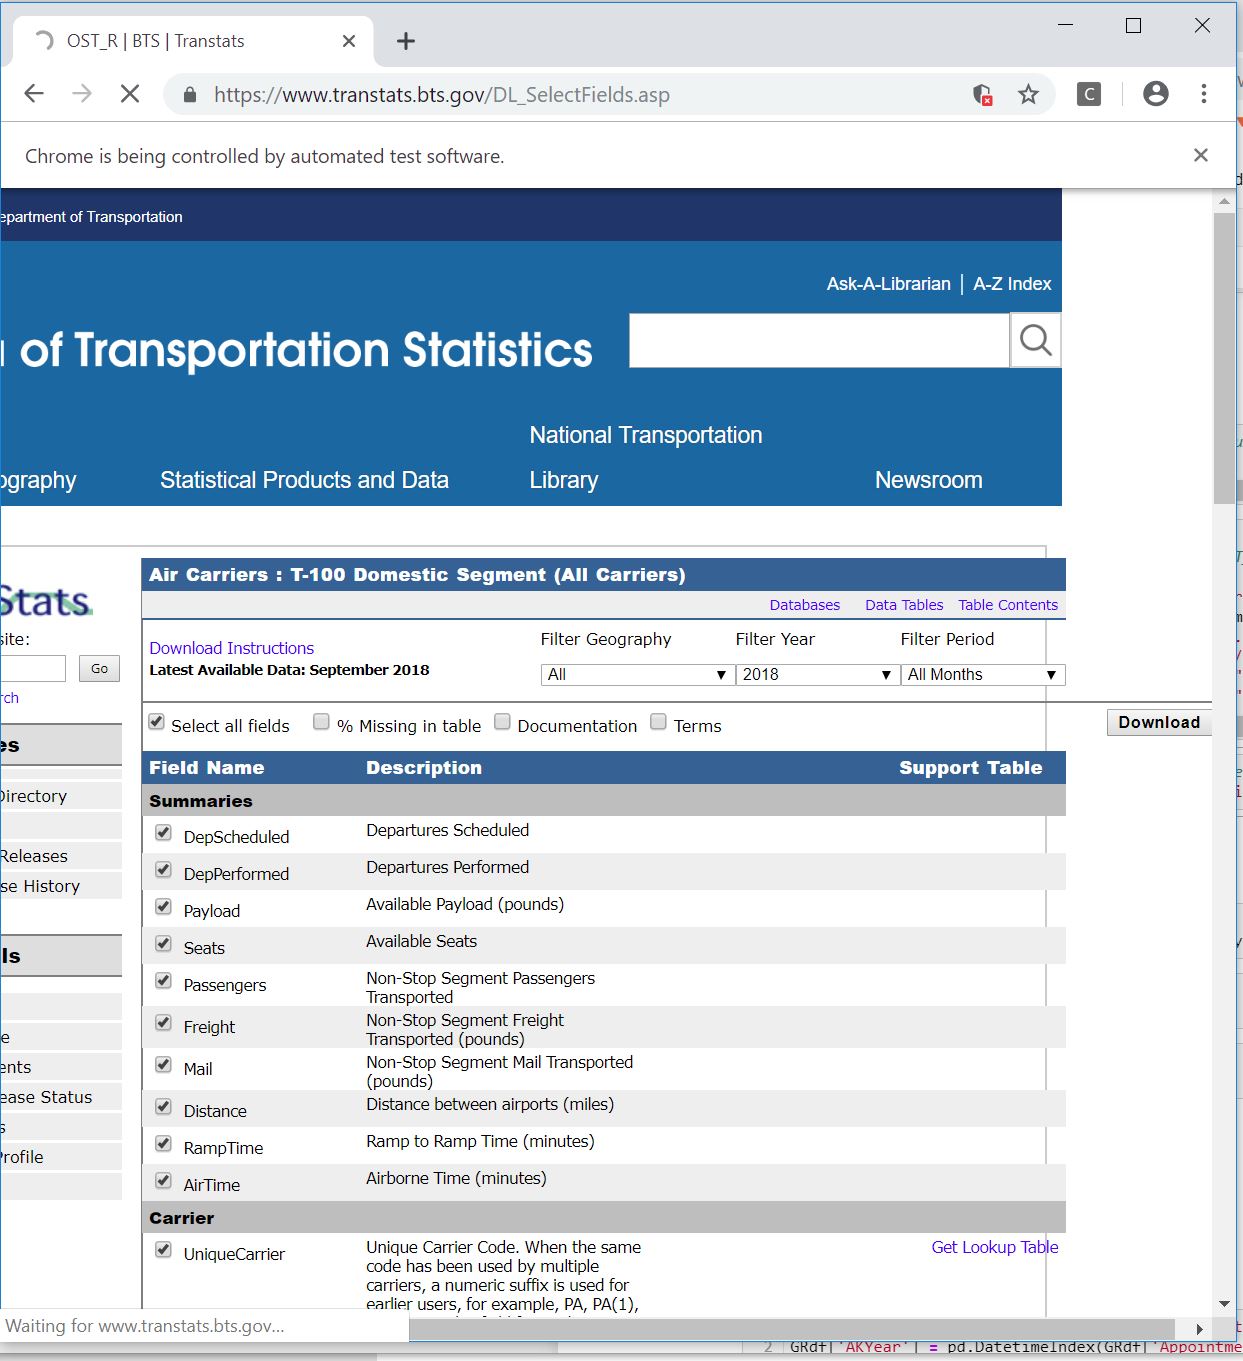 OST_R | BTS | Transtats
https://www.transtats.bts.gov/DL_SelectFields.asp
C
Chrome is being controlled by automated test software.
epartment of Transportation
Ask-A-Librarian | A-Z Index
of Transportation Statistics
National Transportation
ography Statistical Products and Data Library Newsroom
Air Carriers : T-100 Domestic Segment (All Carriers)
Stats
Databases Data Tables Table Contents
site: Download Instructions Filter Geography Filter Year Filter Period
Go Latest Available Data: September 2018 All 2018 All Months
rch
Select all fields % Missing in table Documentation Terms Download
es Field Name Description Support Table
Directory Summaries
DepScheduled Departures Scheduled
Releases DepPerformed Departures Performed
se History Payload Available Payload (pounds)
ls Seats Available Seats
Passengers Non-Stop Segment Passengers
Transported
e Freight Non-Stop Segment Freight
Transported (pounds)
ents Mail Non-Stop Segment Mail Transported
(pounds)
ease Status Distance Distance between airports (miles)
s RampTime Ramp to Ramp Time (minutes)
Profile AirTime Airborne Time (minutes)
Carrier
UniqueCarrier Unique Carrier Code. When the same Get Lookup Table
code has been used by multiple
carriers, a numeric suffix is used for
earlier users, for example, PA, PA(1),
Waiting for www.transtats.bts.gov...
2 GRdf['AKYear'] = pd.DatetimeIndex(GRdf['Appointme